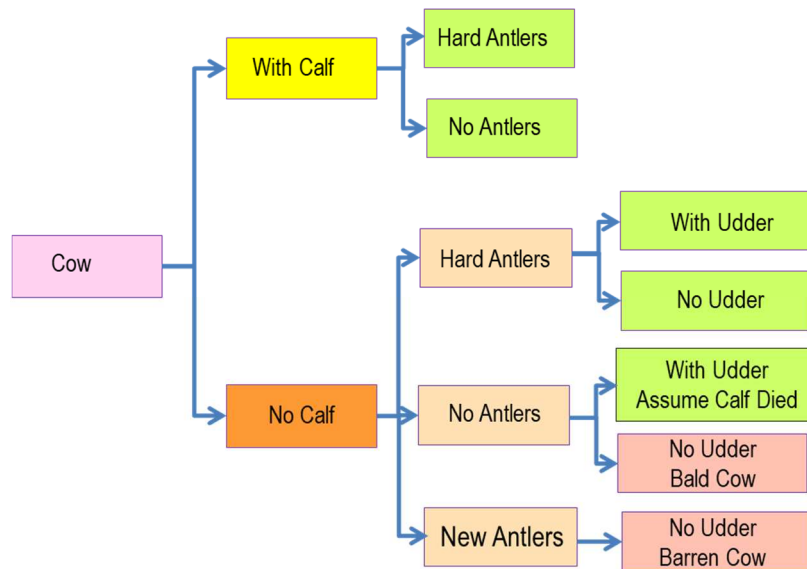 Cow
With Calf
Hard Antlers
No Antlers
No Calf
Hard Antlers
With Udder
No Udder
No Antlers
With Udder
Assume Calf Died
No Udder
Bald Cow
New Antlers
No Udder
Barren Cow